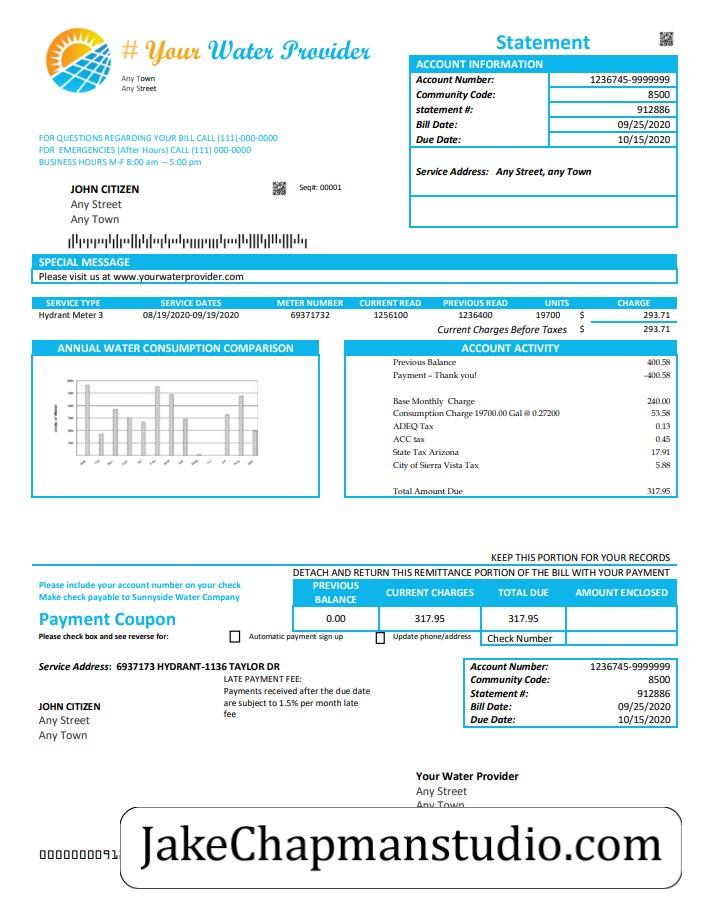 # Your Water Provider
Any Town
Any Street
Statement
ACCOUNT INFORMATION
Account Number: 1236745-9999999
Community Code: 8500
statement #: 912886
Bill Date: 09/25/2020
Due Date: 10/15/2020
Service Address: Any Street, any Town
FOR QUESTIONS REGARDING YOUR BILL CALL (111)-000-0000
FOR EMERGENCIES (After Hours) CALL (111) 000-0000
BUSINESS HOURS M-F 8:00 am – 5:00 pm
JOHN CITIZEN
Any Street
Any Town
Seq#: 00001
SPECIAL MESSAGE
Please visit us at www.yourwaterprovider.com
SERVICE TYPE SERVICE DATES METER NUMBER CURRENT READ PREVIOUS READ UNITS CHARGE
Hydrant Meter 3 08/19/2020-09/19/2020 69371732 1256100 1236400 19700 $ 293.71
Current Charges Before Taxes $ 293.71
ANNUAL WATER CONSUMPTION COMPARISON
ACCOUNT ACTIVITY
Previous Balance 400.58
Payment – Thank you! -400.58
Base Monthly Charge 240.00
Consumption Charge 19700.00 Gal @ 0.27200 53.58
ADEQ Tax 0.13
ACC tax 0.45
State Tax Arizona 17.91
City of Sierra Vista Tax 5.88
Total Amount Due 317.95
KEEP THIS PORTION FOR YOUR RECORDS
DETACH AND RETURN THIS REMITTANCE PORTION OF THE BILL WITH YOUR PAYMENT
Please include your account number on your check
Make check payable to Sunnyside Water Company
Payment Coupon
PREVIOUS BALANCE CURRENT CHARGES TOTAL DUE AMOUNT ENCLOSED
0.00 317.95 317.95
Please check box and see reverse for: Automatic payment sign up Update phone/address Check Number
Service Address: 6937173 HYDRANT-1136 TAYLOR DR
LATE PAYMENT FEE:
Payments received after the due date
are subject to 1.5% per month late
fee
JOHN CITIZEN
Any Street
Any Town
Account Number: 1236745-9999999
Community Code: 8500
Statement #: 912886
Bill Date: 09/25/2020
Due Date: 10/15/2020
Your Water Provider
Any Street
Any Town
JakeChapmanstudio.com